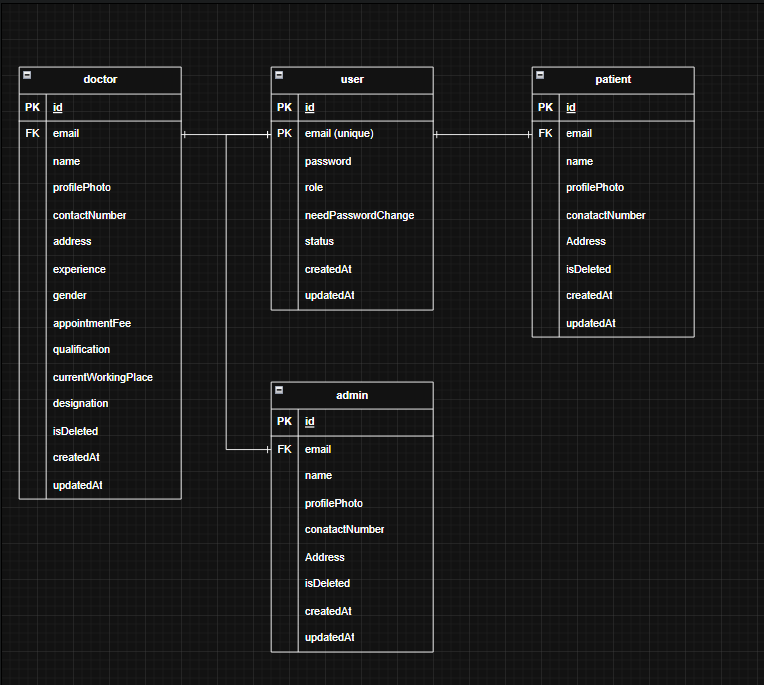 doctor
PK id
FK email
name
profilePhoto
contactNumber
address
experience
gender
appointmentFee
qualification
currentWorkingPlace
designation
isDeleted
createdAt
updatedAt
user
PK id
PK email (unique)
password
role
needPasswordChange
status
createdAt
updatedAt
patient
PK id
FK email
name
profilePhoto
conatactNumber
Address
isDeleted
createdAt
updatedAt
admin
PK id
FK email
name
profilePhoto
conatactNumber
Address
isDeleted
createdAt
updatedAt